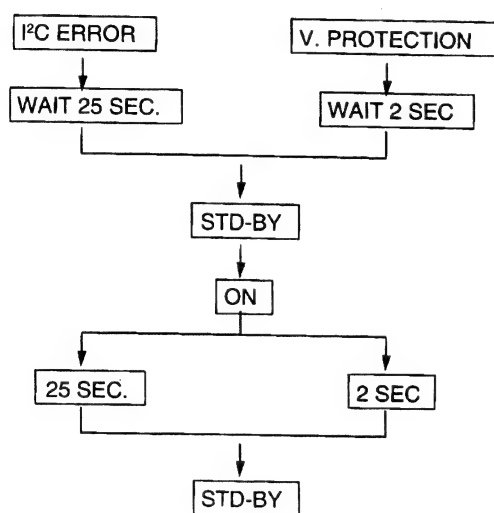 I²C ERROR
V. PROTECTION
WAIT 25 SEC.
WAIT 2 SEC
STD-BY
ON
25 SEC.
2 SEC
STD-BY